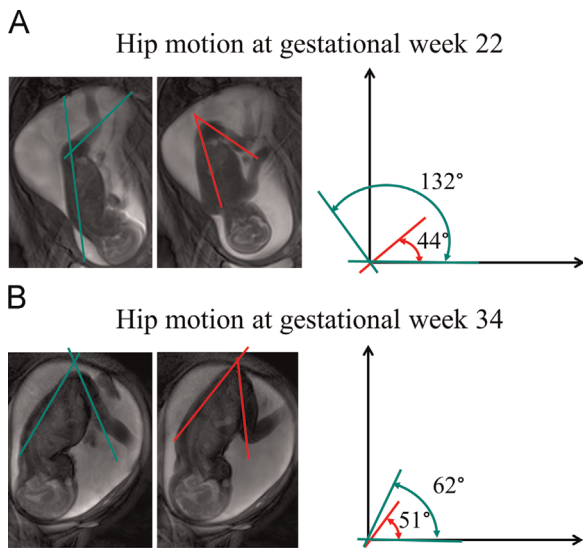 A
Hip motion at gestational week 22
132°
44°
B
Hip motion at gestational week 34
62°
51°